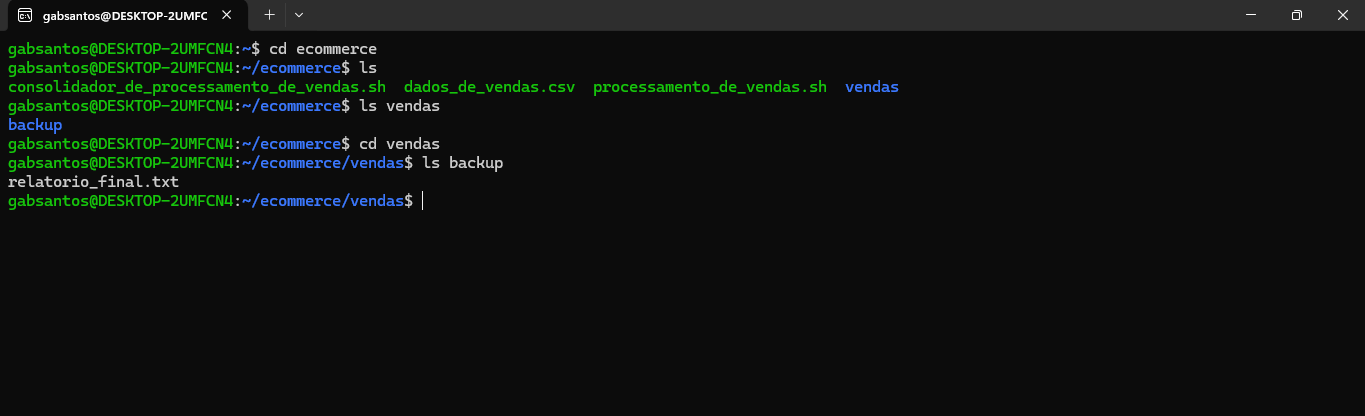 gabsantos@DESKTOP-2UMFC
gabsantos@DESKTOP-2UMFCN4:~$ cd ecommerce
gabsantos@DESKTOP-2UMFCN4:~/ecommerce$ ls
consolidador_de_processamento_de_vendas.sh  dados_de_vendas.csv  processamento_de_vendas.sh  vendas
gabsantos@DESKTOP-2UMFCN4:~/ecommerce$ ls vendas
backup
gabsantos@DESKTOP-2UMFCN4:~/ecommerce$ cd vendas
gabsantos@DESKTOP-2UMFCN4:~/ecommerce/vendas$ ls backup
relatorio_final.txt
gabsantos@DESKTOP-2UMFCN4:~/ecommerce/vendas$